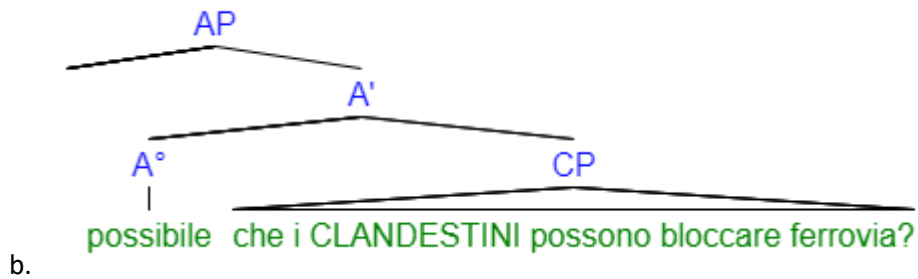 AP
A'
A° CP
possibile che i CLANDESTINI possono bloccare ferrovia?
b.